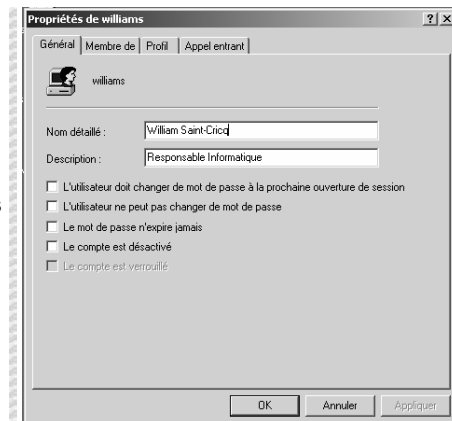 Propriétés de williams
Général Membre de Profil Appel entrant
williams
Nom détaillé : William Saint-Cricq
Description : Responsable Informatique
L'utilisateur doit changer de mot de passe à la prochaine ouverture de session
L'utilisateur ne peut pas changer de mot de passe
Le mot de passe n'expire jamais
Le compte est désactivé
Le compte est verrouillé
OK Annuler Appliquer